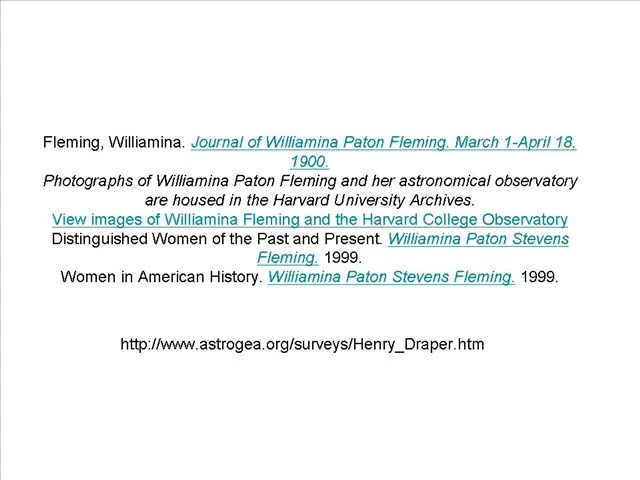 Fleming, Williamina. Journal of Williamina Paton Fleming. March 1-April 18,
1900.
Photographs of Williamina Paton Fleming and her astronomical observatory
are housed in the Harvard University Archives.
View images of Williamina Fleming and the Harvard College Observatory
Distinguished Women of the Past and Present. Williamina Paton Stevens
Fleming. 1999.
Women in American History. Williamina Paton Stevens Fleming. 1999.
http://www.astrogea.org/surveys/Henry_Draper.htm